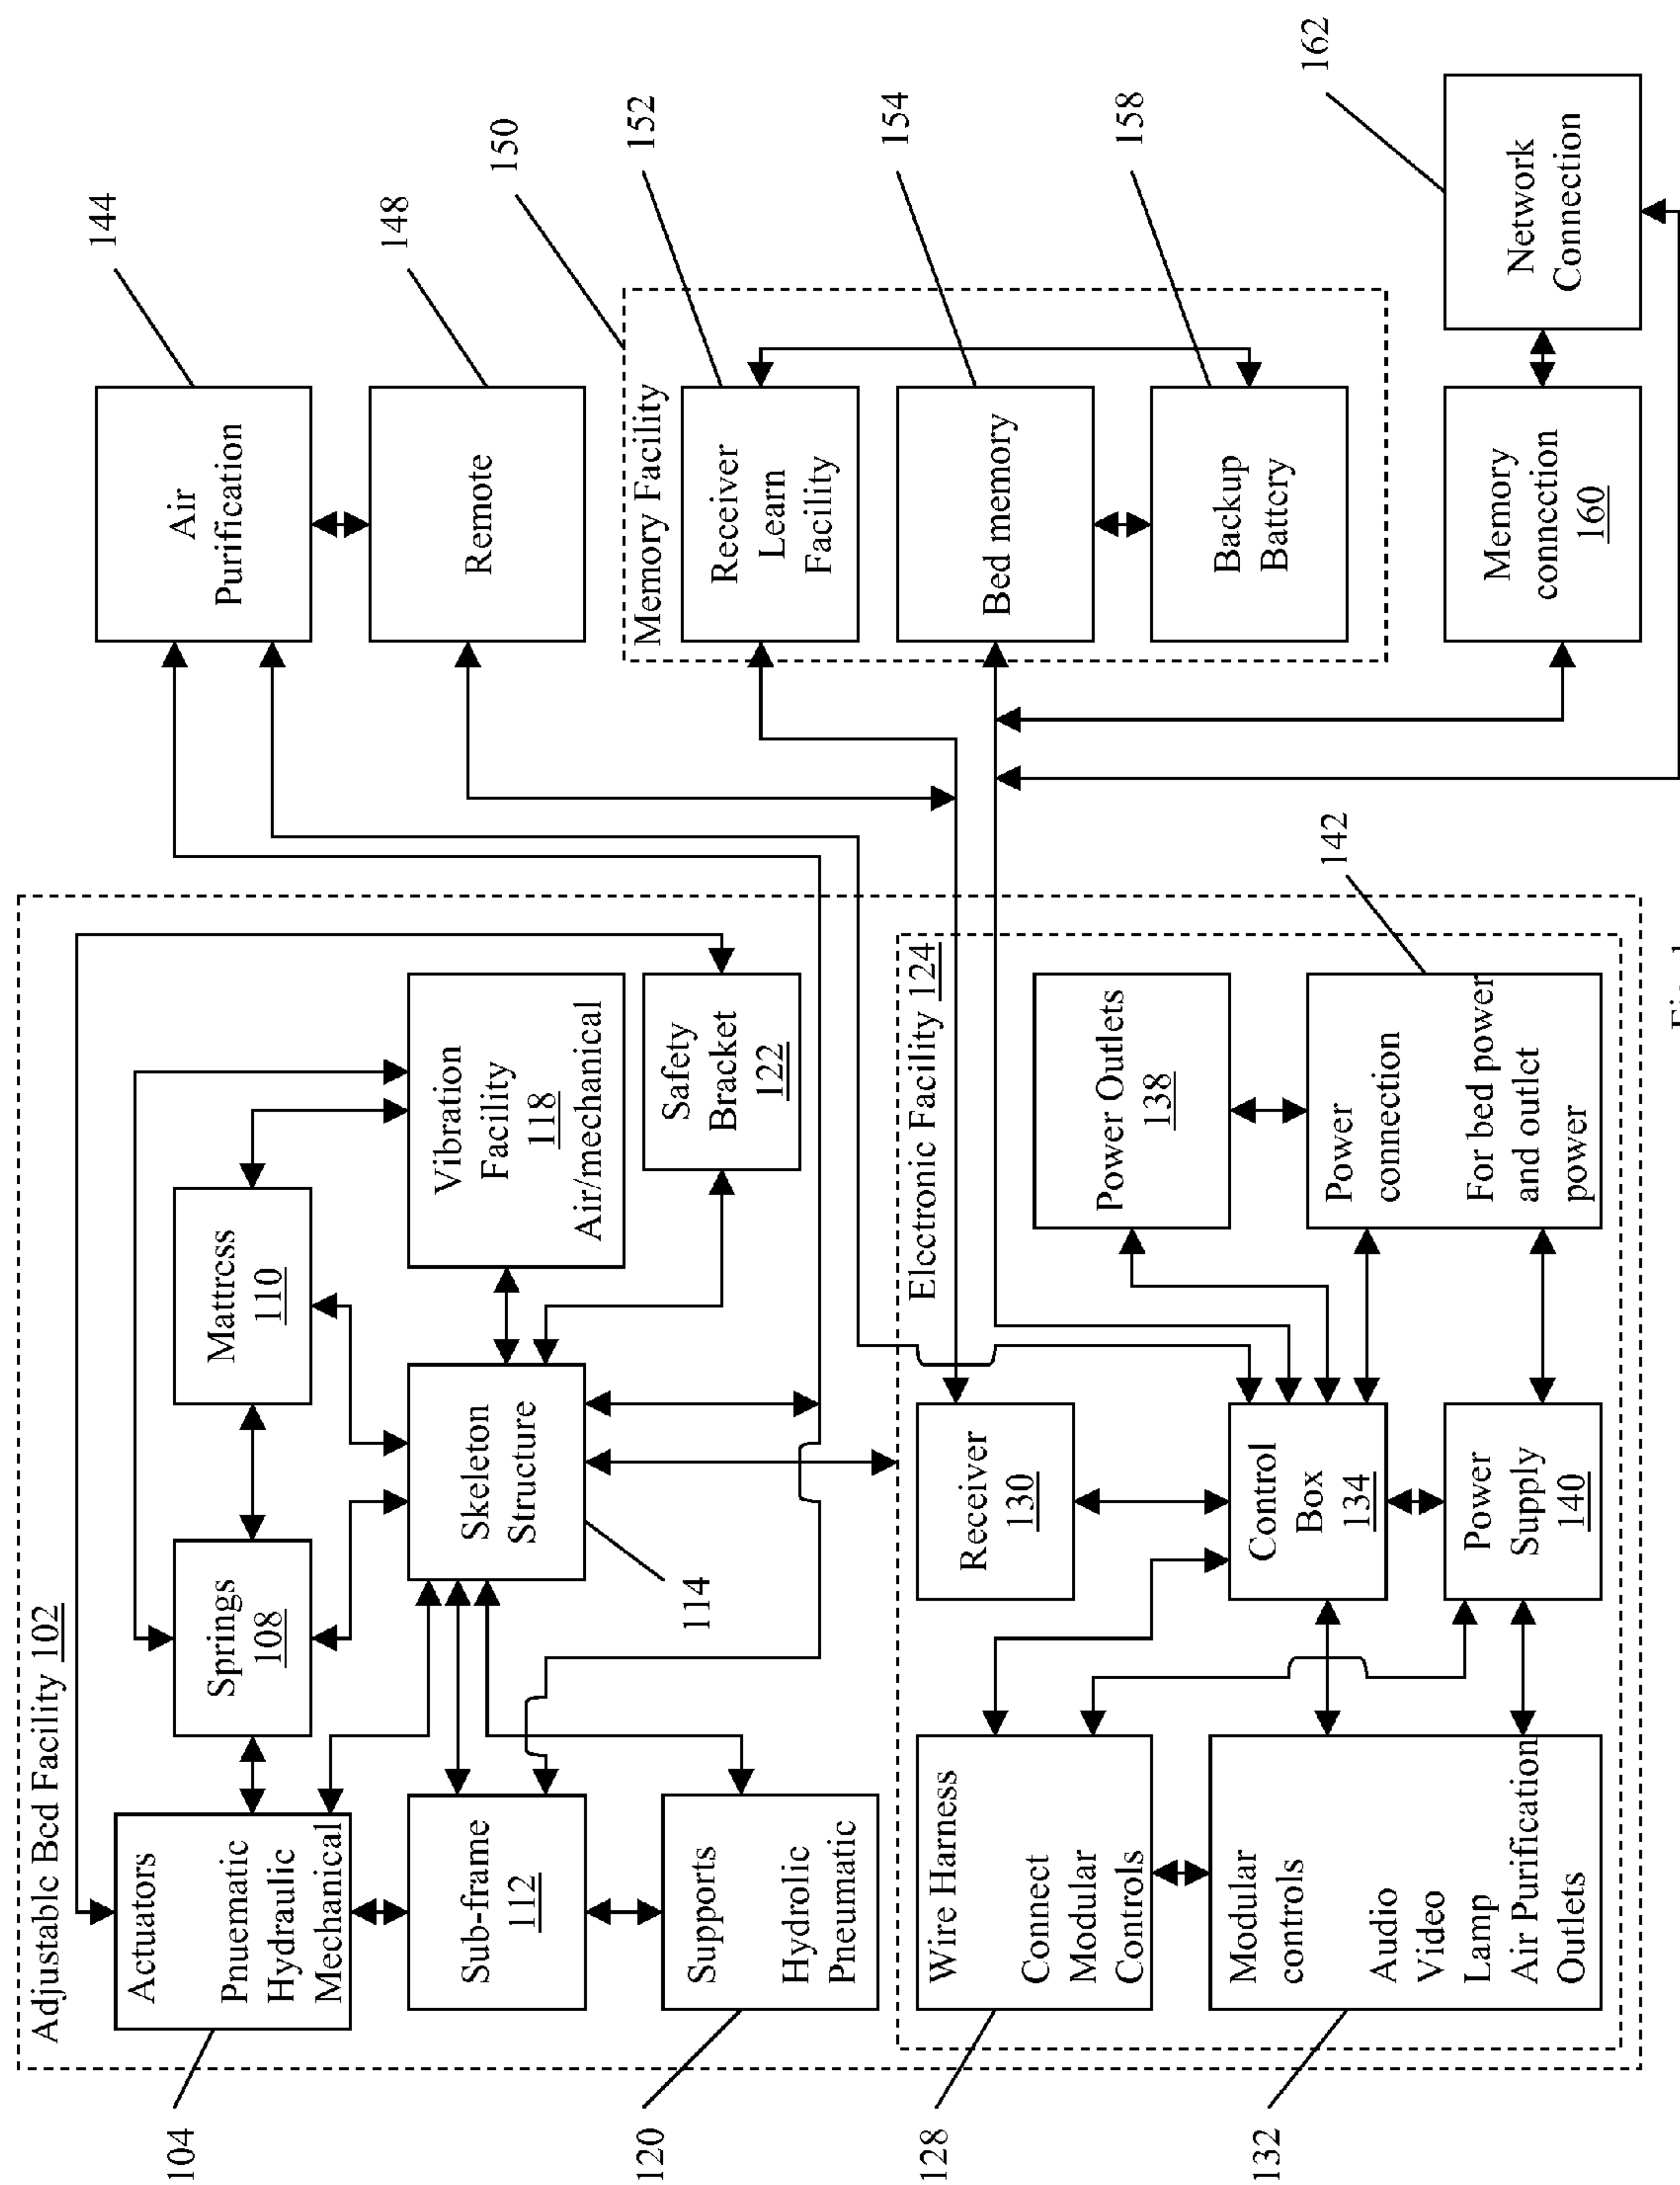 Adjustable Bed Facility 102
104
Actuators
Pnuematic
Hydraulic
Mechanical
Springs
108
Mattress
110
Sub-frame
112
Skeleton
Structure
114
Vibration
Facility
118
Air/mechanical
Supports
Hydrolic
Pneumatic
120
Safety
Bracket
122
Electronic Facility 124
128
Wire Harness
Connect
Modular
Controls
Receiver
130
Power Outlets
138
132
Modular
controls
Audio
Video
Lamp
Air Purification
Outlets
Control
Box
134
Power
Supply
140
Power
connection
For bed power
and outlet
power
142
Air
Purification
144
Remote
148
150
Memory Facility
Receiver
Learn
Facility
152
Bed memory
154
Backup
Battery
158
Memory
connection
160
Network
Connection
162